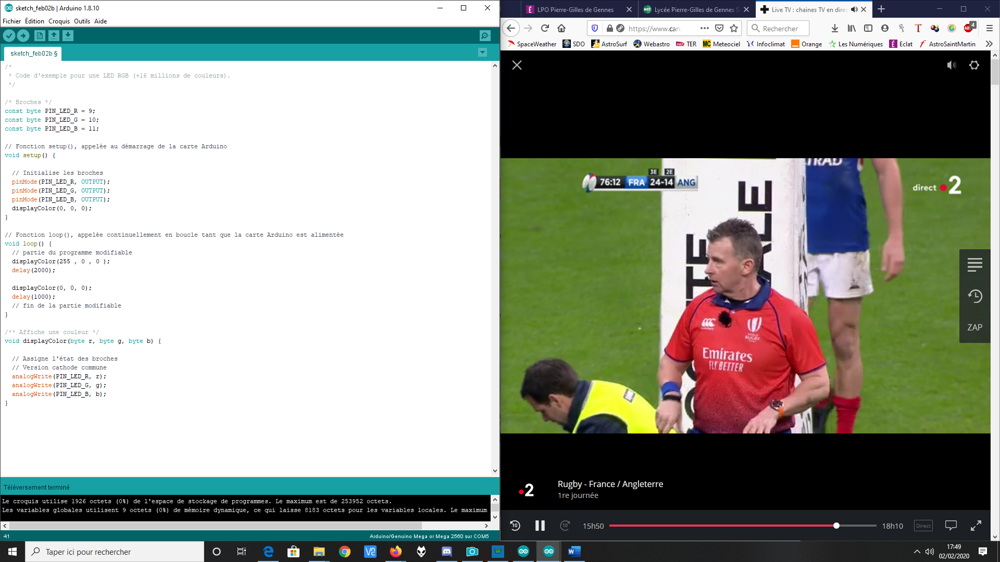 sketch_feb02b | Arduino 1.8.10
Fichier Édition Croquis Outils Aide
sketch_feb02b §
/*
 * Code d'exemple pour une LED RGB (+16 millions de couleurs).
 */
/* Broches */
const byte PIN_LED_R = 9;
const byte PIN_LED_G = 10;
const byte PIN_LED_B = 11;
// Fonction setup(), appelée au démarrage de la carte Arduino
void setup() {
  // Initialise les broches
  pinMode(PIN_LED_R, OUTPUT);
  pinMode(PIN_LED_G, OUTPUT);
  pinMode(PIN_LED_B, OUTPUT);
  displayColor(0, 0, 0);
}
// Fonction loop(), appelée continuellement en boucle tant que la carte Arduino est alimentée
void loop() {
  // partie du programme modifiable
  displayColor(255 , 0 , 0 );
  delay(2000);
  displayColor(0, 0, 0);
  delay(1000);
  // fin de la partie modifiable
}
/** Affiche une couleur */
void displayColor(byte r, byte g, byte b) {
  // Assigne l'état des broches
  // Version cathode commune
  analogWrite(PIN_LED_R, r);
  analogWrite(PIN_LED_G, g);
  analogWrite(PIN_LED_B, b);
}
Téléversement terminé
Le croquis utilise 1926 octets (0%) de l'espace de stockage de programmes. Le maximum est de 253952 octets.
Les variables globales utilisent 9 octets (0%) de mémoire dynamique, ce qui laisse 8183 octets pour les variables locales. Le maximum
41
Arduino/Genuino Mega or Mega 2560 sur COM5
LPO Pierre-Gilles de Gennes
Lycée Pierre-Gilles de Gennes
Live TV : chaines TV en direc
https://www.can
Rechercher
4
SpaceWeather SDO AstroSurf Webastro TER Meteociel Infoclimat Orange Les Numériques Eclat AstroSaintMartin
3E 2E
76:12 FRA 24-14 ANG
direct 2
Emirates
FLY BETTER
RUGBY
ZAP
2
Rugby - France / Angleterre
1re journée
10
10
15h50
18h10
Direct
Taper ici pour rechercher
17:49
02/02/2020